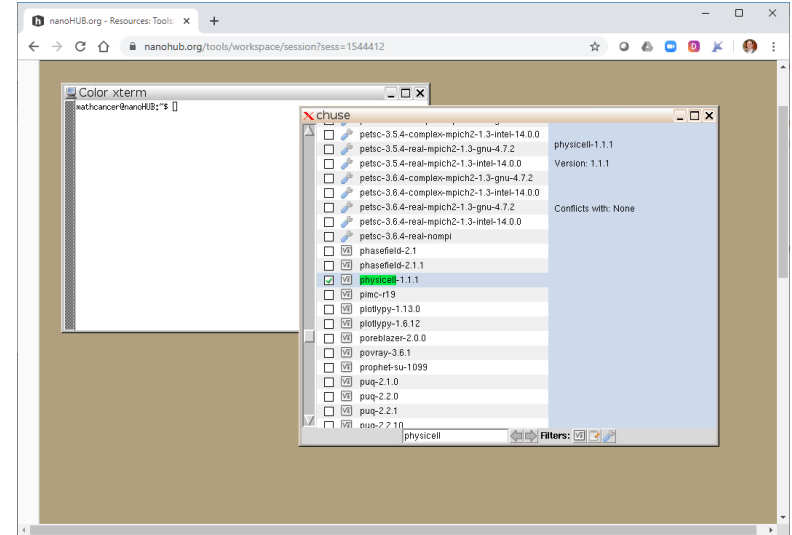 nanoHUB.org - Resources: Tools:
nanohub.org/tools/workspace/session?sess=1544412
Color xterm
mathcancer@nanoHUB:~$
chuse
petsc-3.5.4-complex-mpich2-1.3-intel-14.0.0
petsc-3.5.4-real-mpich2-1.3-gnu-4.7.2
petsc-3.5.4-real-mpich2-1.3-intel-14.0.0
petsc-3.6.4-complex-mpich2-1.3-gnu-4.7.2
petsc-3.6.4-complex-mpich2-1.3-intel-14.0.0
petsc-3.6.4-real-mpich2-1.3-gnu-4.7.2
petsc-3.6.4-real-mpich2-1.3-intel-14.0.0
petsc-3.6.4-real-nompi
phasefield-2.1
phasefield-2.1.1
physicell-1.1.1
pimc-r19
plotlypy-1.13.0
plotlypy-1.6.12
poreblazer-2.0.0
povray-3.6.1
prophet-su-1099
puq-2.1.0
puq-2.2.0
puq-2.2.1
puq-2.2.10
physicell-1.1.1
Version: 1.1.1
Conflicts with: None
physicell
Filters: